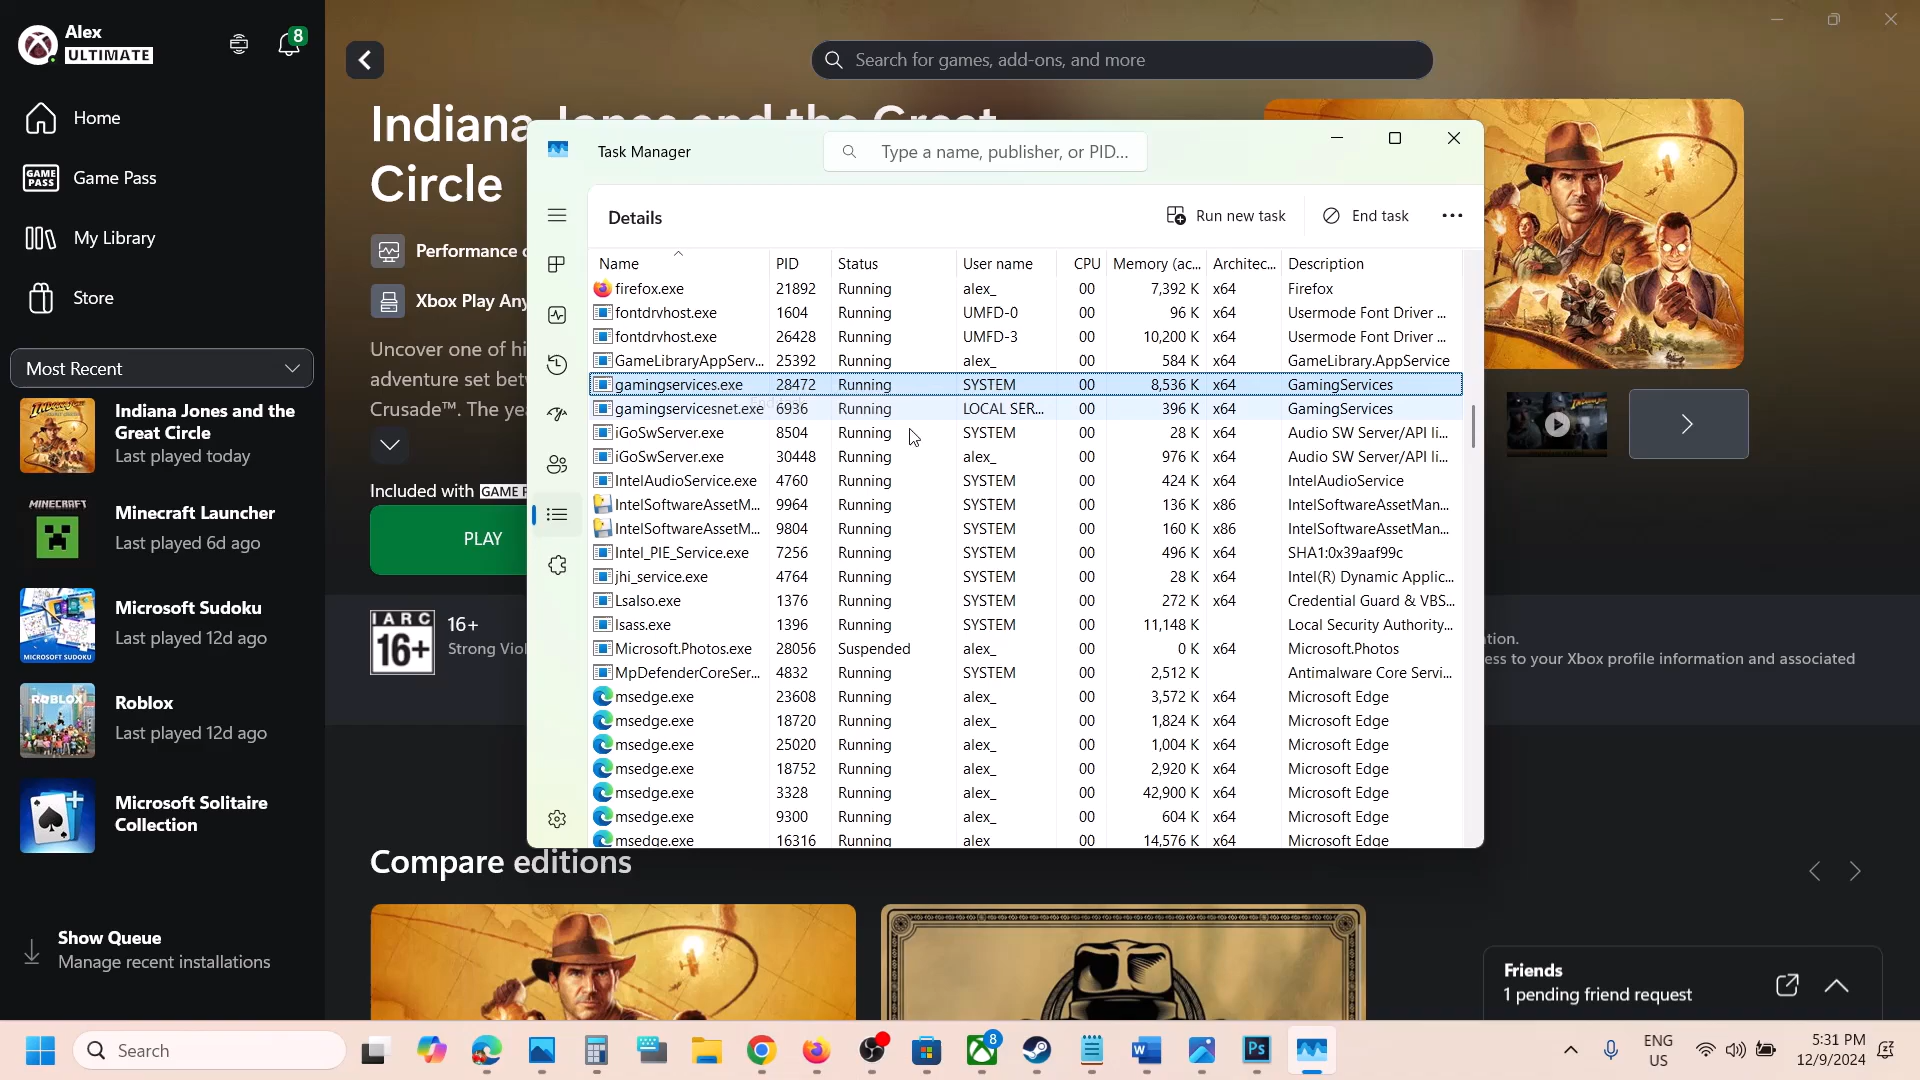 Alex
ULTIMATE
8
Home
GAME PASS
Game Pass
My Library
Store
Most Recent
Indiana Jones and the
Great Circle
Last played today
MINECRAFT
Minecraft Launcher
Last played 6d ago
MICROSOFT SUDOKU
Microsoft Sudoku
Last played 12d ago
ROBLOX
Roblox
Last played 12d ago
Microsoft Solitaire
Collection
Show Queue
Manage recent installations
Search for games, add-ons, and more
Indiana Jones and the Great
Circle
Performance
Xbox Play Any
Uncover one of
adventure set
Crusade™. The
Included with GAME
PLAY
IARC
16+
16+
Strong
tion.
ess to your Xbox profile information and associated
Compare editions
Friends
1 pending friend request
Task Manager
Type a name, publisher, or PID...
Details
Run new task
End task
Name PID Status User name CPU Memory (ac... Architec... Description
firefox.exe 21892 Running alex_ 00 7,392 K x64 Firefox
fontdrvhost.exe 1604 Running UMFD-0 00 96 K x64 Usermode Font Driver ...
fontdrvhost.exe 26428 Running UMFD-3 00 10,200 K x64 Usermode Font Driver ...
GameLibraryAppServ... 25392 Running alex_ 00 584 K x64 GameLibrary.AppService
gamingservices.exe 28472 Running SYSTEM 00 8,536 K x64 GamingServices
gamingservicesnet.exe 6936 Running LOCAL SER... 00 396 K x64 GamingServices
iGoSwServer.exe 8504 Running SYSTEM 00 28 K x64 Audio SW Server/API li...
iGoSwServer.exe 30448 Running alex_ 00 976 K x64 Audio SW Server/API li...
IntelAudioService.exe 4760 Running SYSTEM 00 424 K x64 IntelAudioService
IntelSoftwareAssetM... 9964 Running SYSTEM 00 136 K x86 IntelSoftwareAssetMan...
IntelSoftwareAssetM... 9804 Running SYSTEM 00 160 K x86 IntelSoftwareAssetMan...
Intel_PIE_Service.exe 7256 Running SYSTEM 00 496 K x64 SHA1:0x39aaf99c
jhi_service.exe 4764 Running SYSTEM 00 28 K x64 Intel(R) Dynamic Applic...
LsaIso.exe 1376 Running SYSTEM 00 272 K x64 Credential Guard & VBS...
lsass.exe 1396 Running SYSTEM 00 11,148 K Local Security Authority...
Microsoft.Photos.exe 28056 Suspended alex_ 00 0 K x64 Microsoft.Photos
MpDefenderCoreSer... 4832 Running SYSTEM 00 2,512 K Antimalware Core Servi...
msedge.exe 23608 Running alex_ 00 3,572 K x64 Microsoft Edge
msedge.exe 18720 Running alex_ 00 1,824 K x64 Microsoft Edge
msedge.exe 25020 Running alex_ 00 1,004 K x64 Microsoft Edge
msedge.exe 18752 Running alex_ 00 2,920 K x64 Microsoft Edge
msedge.exe 3328 Running alex_ 00 42,900 K x64 Microsoft Edge
msedge.exe 9300 Running alex_ 00 604 K x64 Microsoft Edge
msedge.exe 16316 Running alex 00 14,576 K x64 Microsoft Edge
Search
8
Ps
ENG
US
5:31 PM
12/9/2024